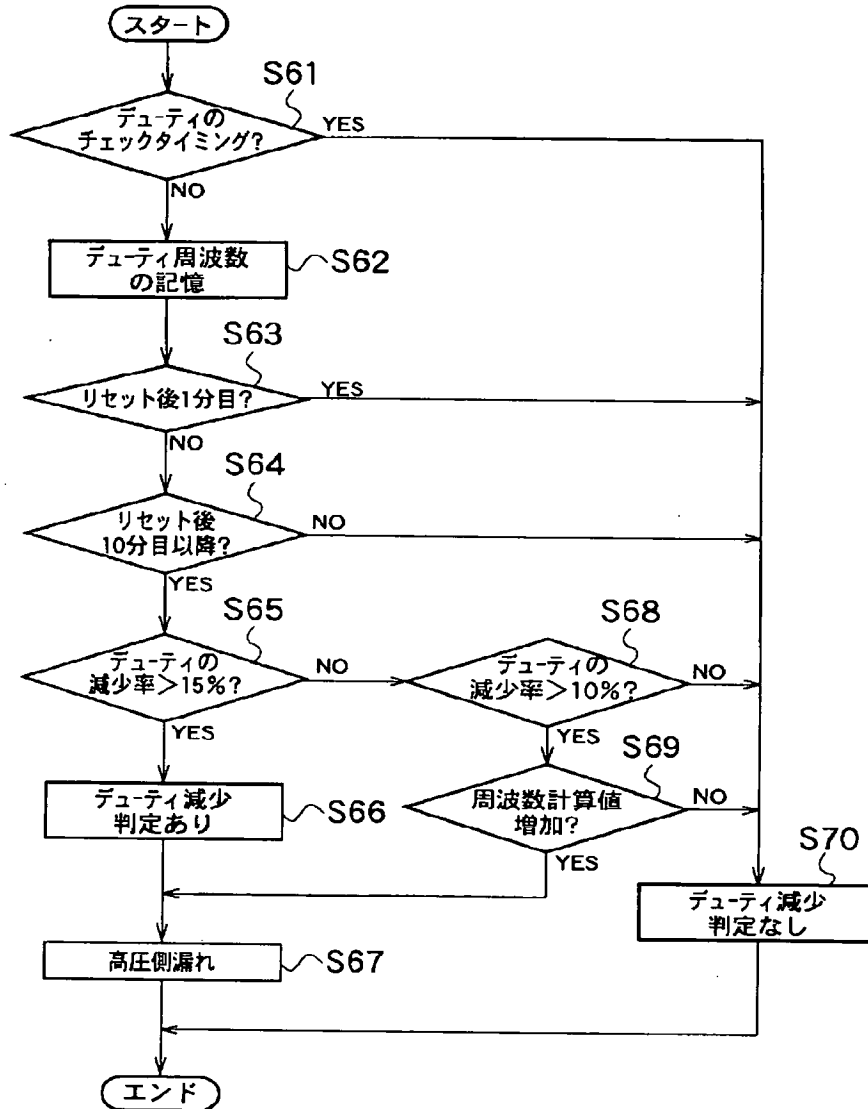 スタート
S61
デューティの
チェックタイミング?
YES
NO
デューティ周波数
の記憶
S62
S63
リセット後1分目?
YES
NO
S64
リセット後
10分目以降?
NO
YES
S65
デューティの
減少率>15%?
NO
YES
S68
デューティの
減少率>10%?
NO
YES
デューティ減少
判定あり
S66
S69
周波数計算値
増加?
NO
YES
S70
デューティ減少
判定なし
高圧側漏れ
S67
エンド